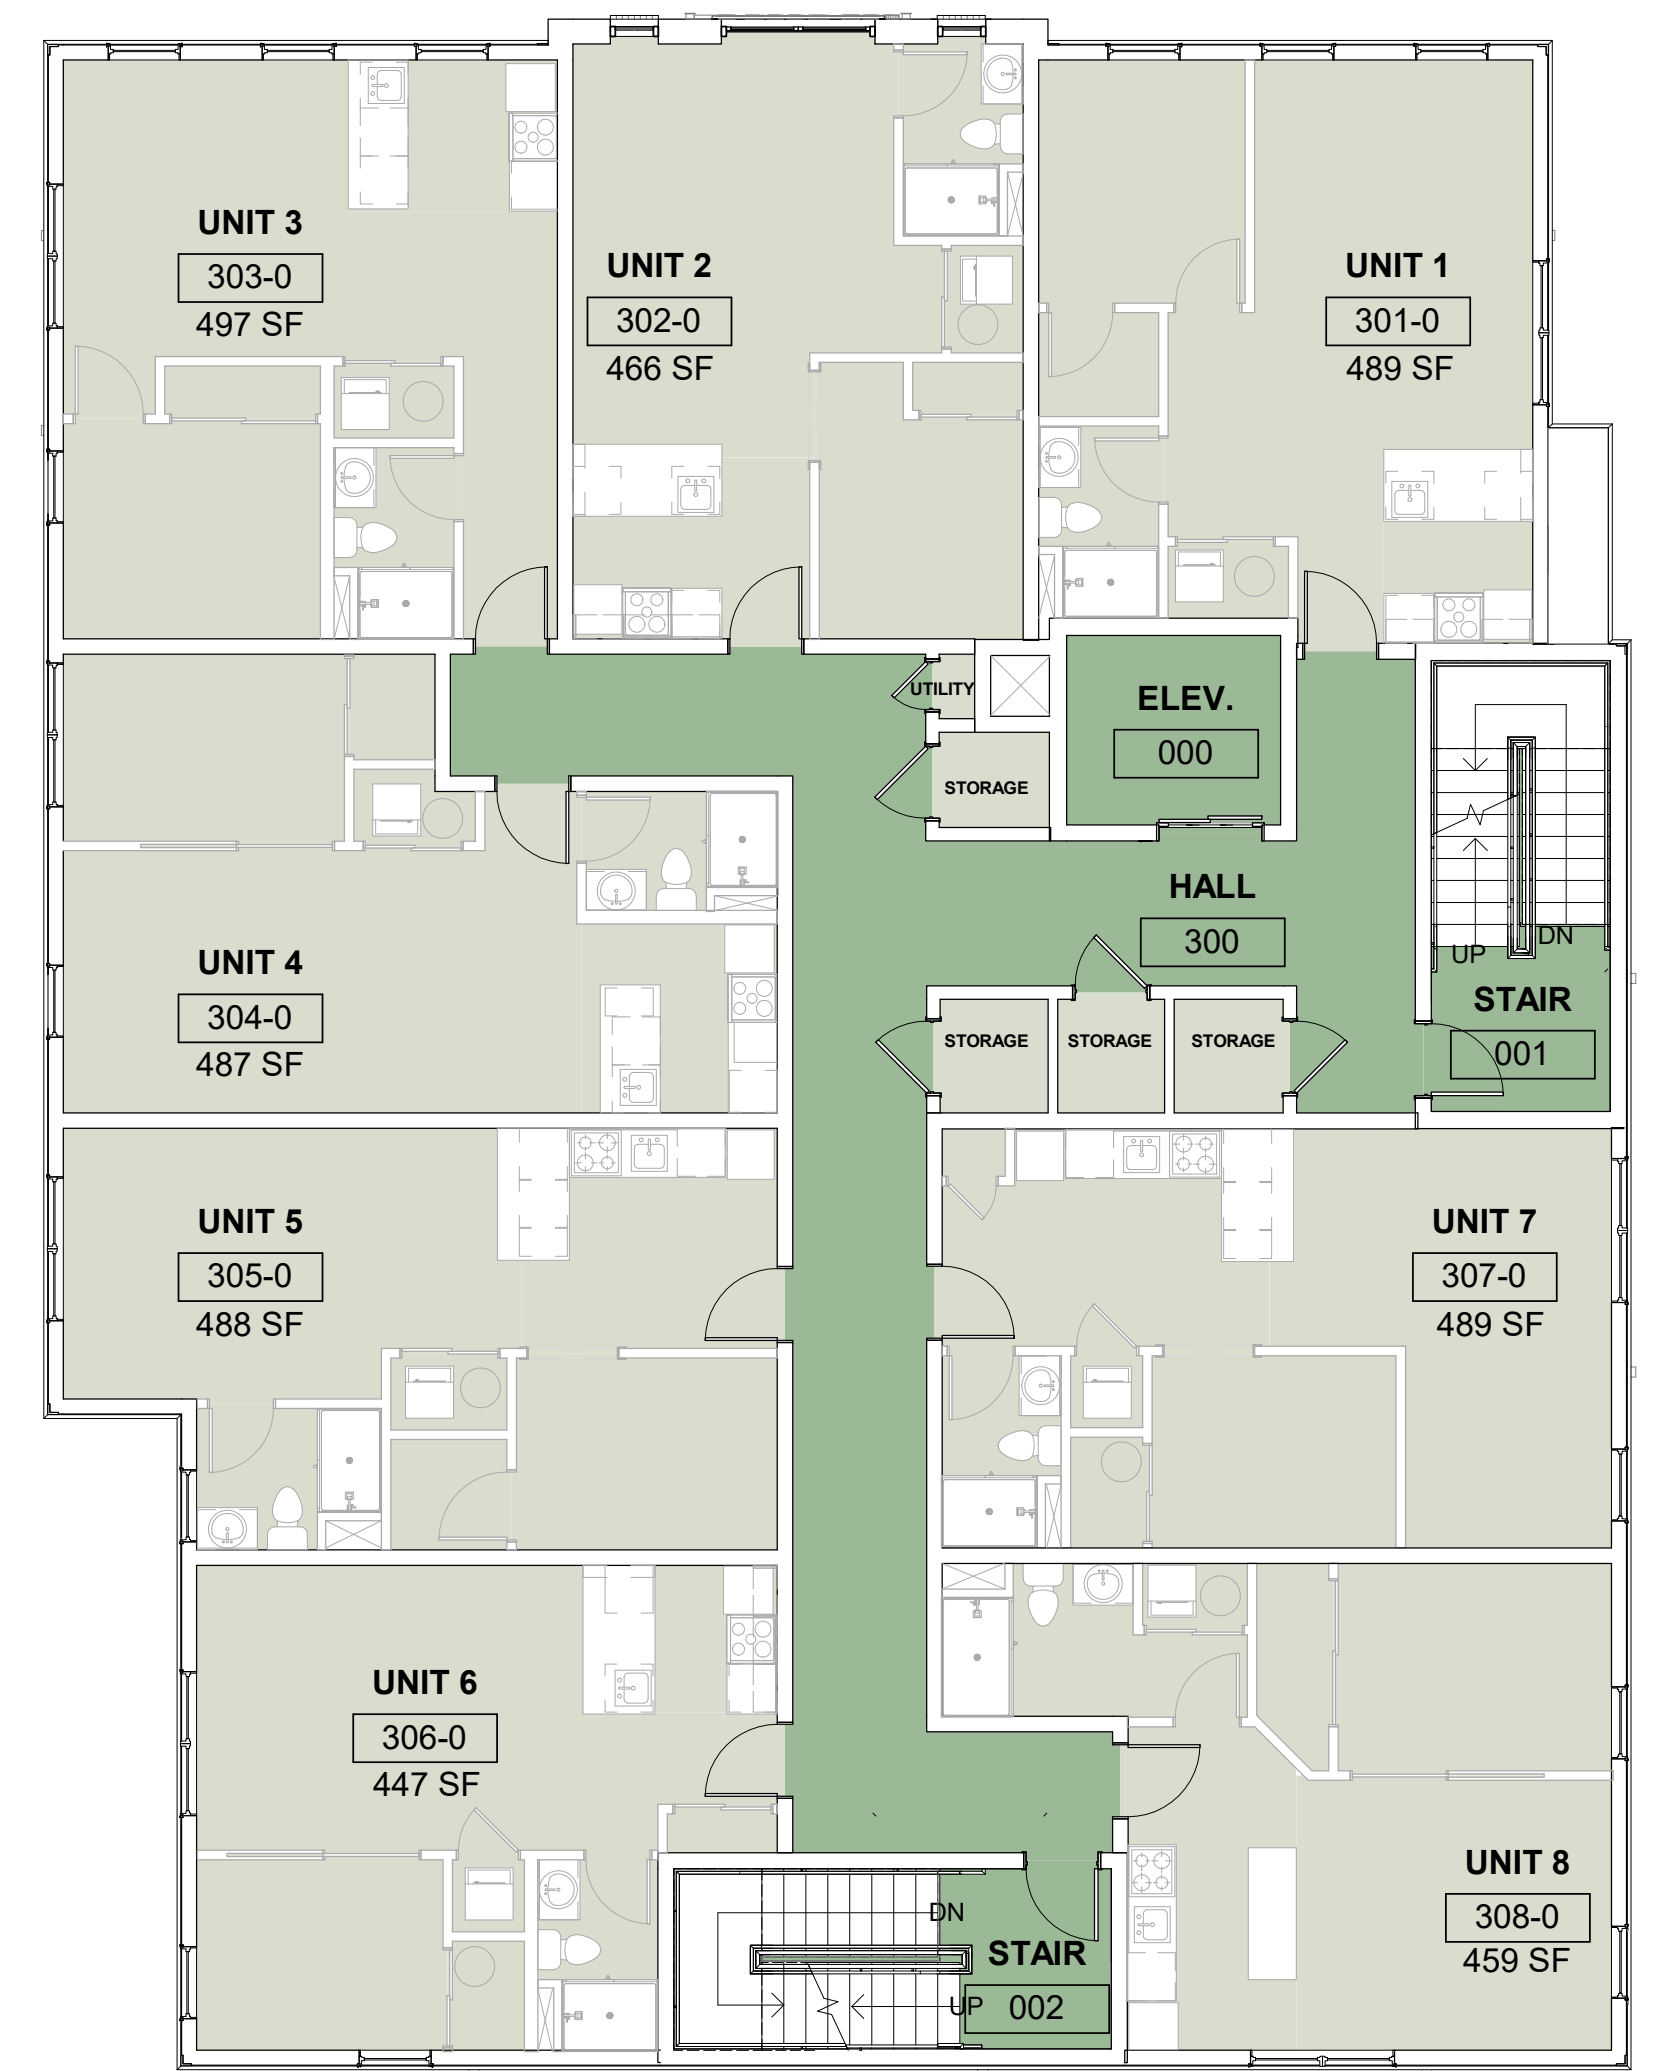 UNIT 3
303-0
497 SF
UNIT 2
302-0
466 SF
UNIT 1
301-0
489 SF
UTILITY
ELEV.
000
STORAGE
HALL
300
UP
DN
STAIR
001
UNIT 4
304-0
487 SF
STORAGE
STORAGE
STORAGE
UNIT 5
305-0
488 SF
UNIT 7
307-0
489 SF
UNIT 6
306-0
447 SF
UNIT 8
308-0
459 SF
DN
STAIR
UP
002